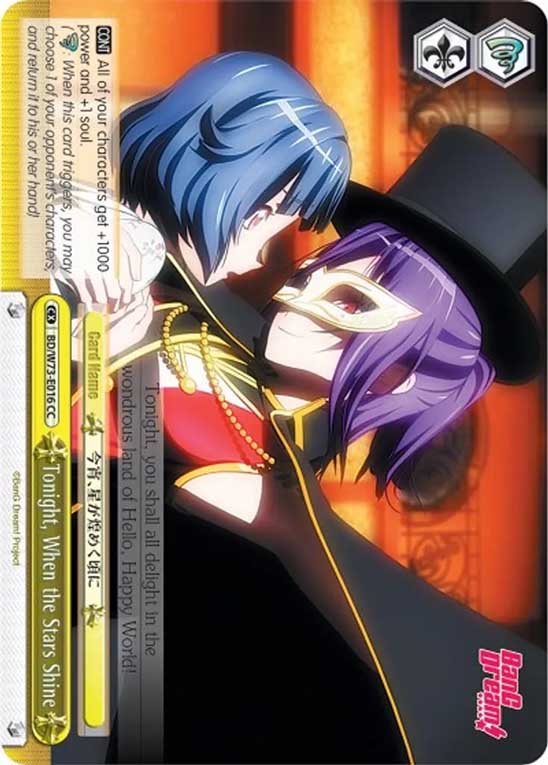 CONT All of your characters get +1000
power and +1 soul.
( : When this card triggers, you may
choose 1 of your opponent's characters,
and return it to his or her hand)
Tonight, you shall all delight in the
wondrous land of Hello, Happy World!
Card Name
今宵、星が煌めく頃に
CX
BD/W73-E016 CC
Tonight, When the Stars Shine
©BanG Dream! Project
BanG
Dream!